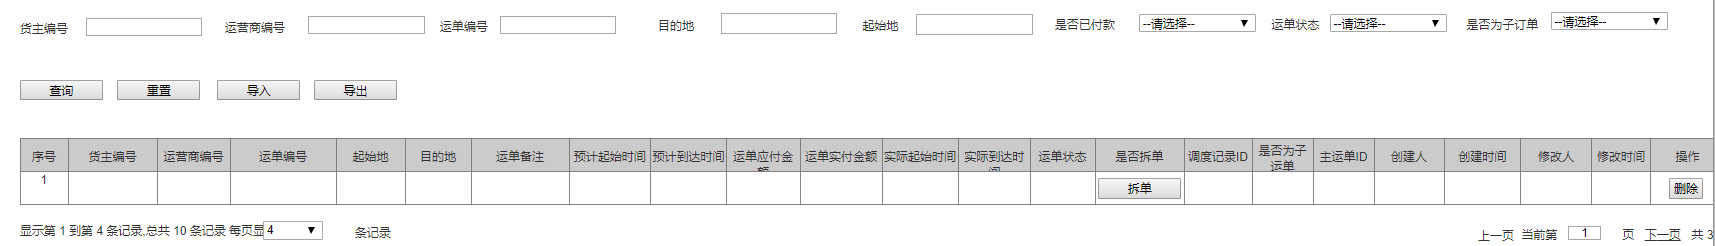 货主编号 运营商编号 运单编号 目的地 起始地 是否已付款 --请选择-- 运单状态 --请选择-- 是否为子订单 --请选择--
查询 重置 导入 导出
序号 货主编号 运营商编号 运单编号 起始地 目的地 运单备注 预计起始时间 预计到达时间 运单应付金额 运单实付金额 实际起始时间 实际到达时间 运单状态 是否拆单 调度记录ID 是否为子运单 主运单ID 创建人 创建时间 修改人 修改时间 操作
1 拆单 删除
显示第 1 到第 4 条记录,总共 10 条记录 每页显 4 条记录 上一页 当前第 1 页 下一页 共 3